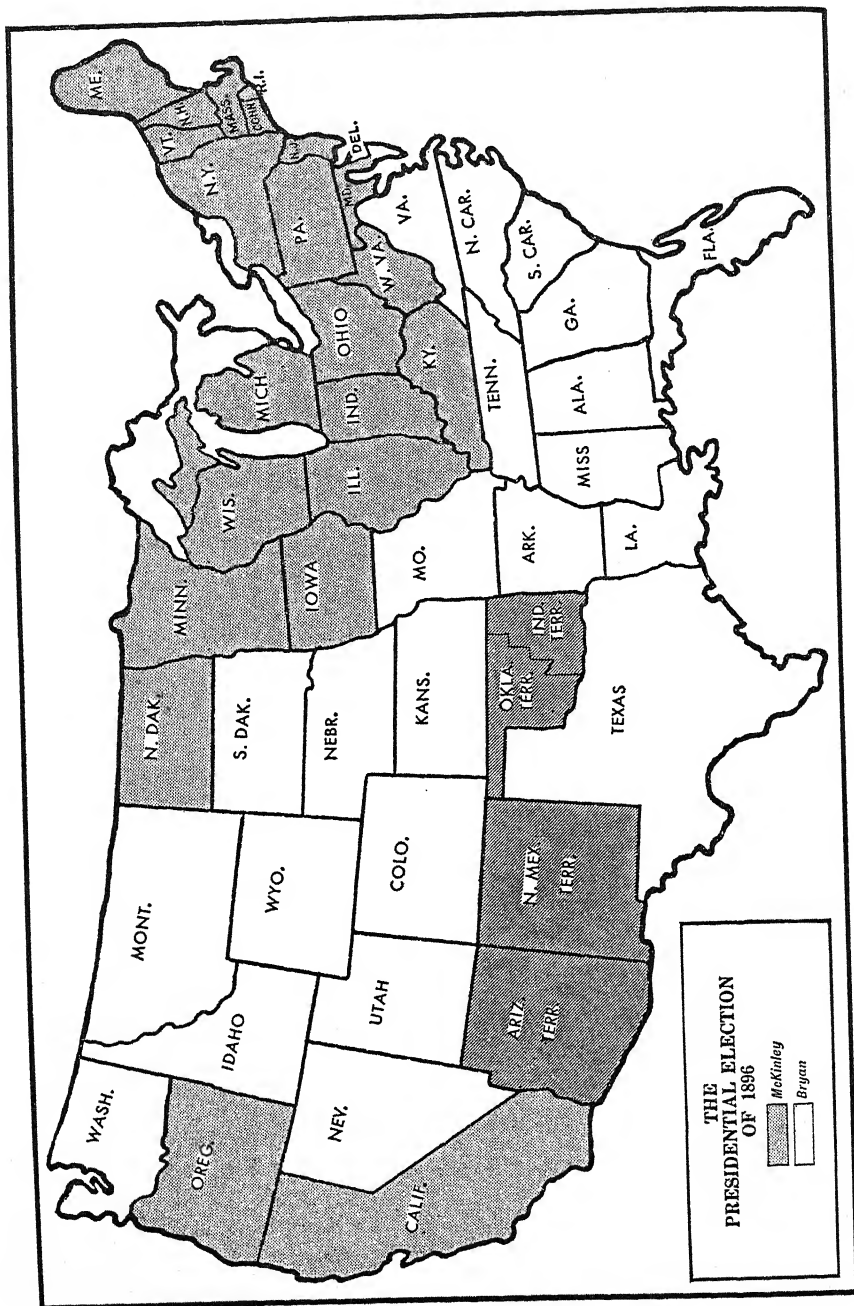 WASH.
OREG.
CALIF.
NEV.
IDAHO
MONT.
WYO.
UTAH
COLO.
ARIZ.
TERR.
N. MEX.
TERR.
N. DAK.
S. DAK.
NEBR.
KANS.
OKLA.
TERR.
IND.
TERR.
TEXAS
MINN.
IOWA
MO.
ARK.
LA.
WIS.
ILL.
MICH
IND.
OHIO
KY.
TENN.
MISS
ALA.
GA.
FLA.
S. CAR.
N. CAR.
VA.
W. VA.
MD.
DEL.
PA.
N.J.
N.Y.
VT.
N.H.
ME.
MASS.
CONN.
R.I.
THE
PRESIDENTIAL ELECTION
OF 1896
McKinley
Bryan